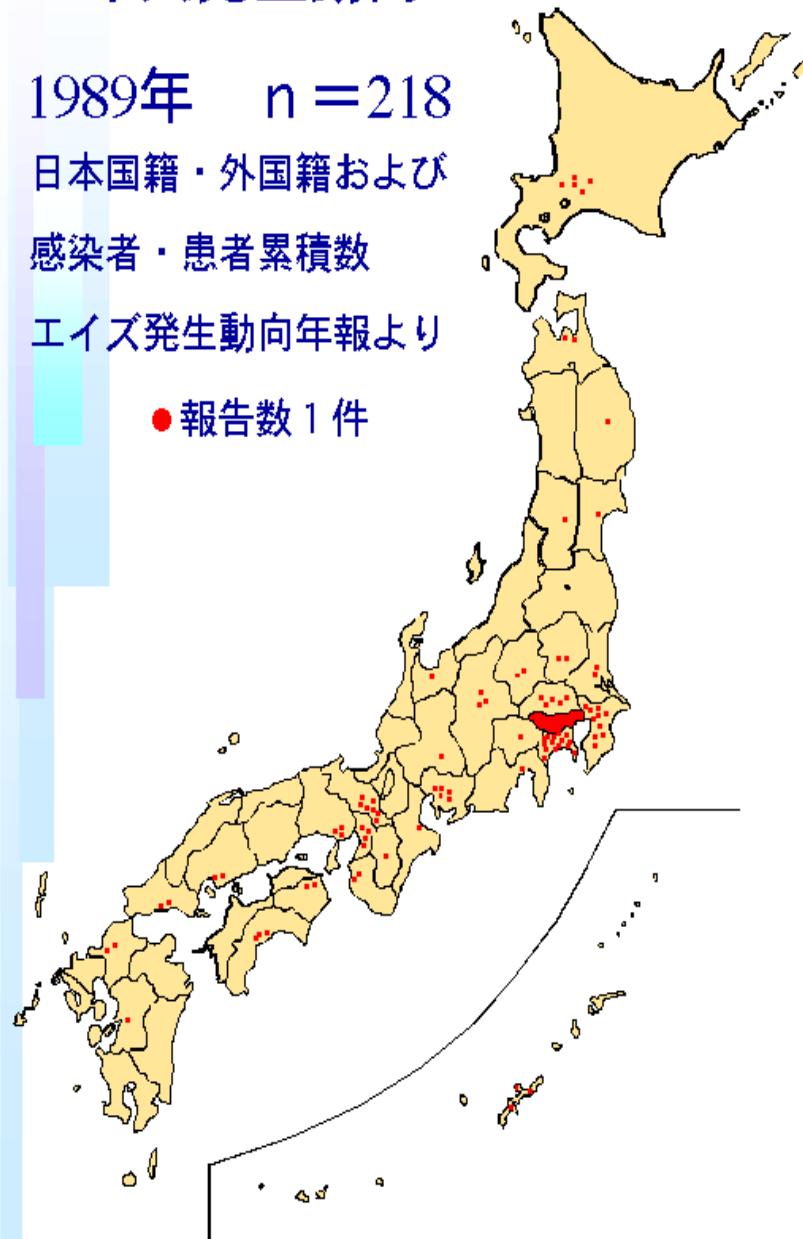 1989年 n=218
日本国籍・外国籍および
感染者・患者累積数
エイズ発生動向年報より
●報告数1件